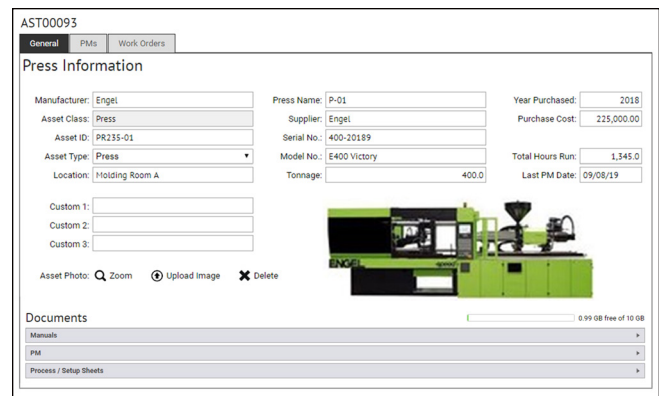 AST00093
General PMs Work Orders
Press Information
Manufacturer: Engel Press Name: P-01 Year Purchased: 2018
Asset Class: Press Supplier: Engel Purchase Cost: 225,000.00
Asset ID: PR235-01 Serial No.: 400-20189
Asset Type: Press Model No.: E400 Victory Total Hours Run: 1,345.0
Location: Molding Room A Tonnage: 400.0 Last PM Date: 09/08/19
Custom 1:
Custom 2:
Custom 3:
ENGEL speed
Asset Photo: Zoom Upload Image Delete
Documents 0.99 GB free of 10 GB
Manuals
PM
Process / Setup Sheets